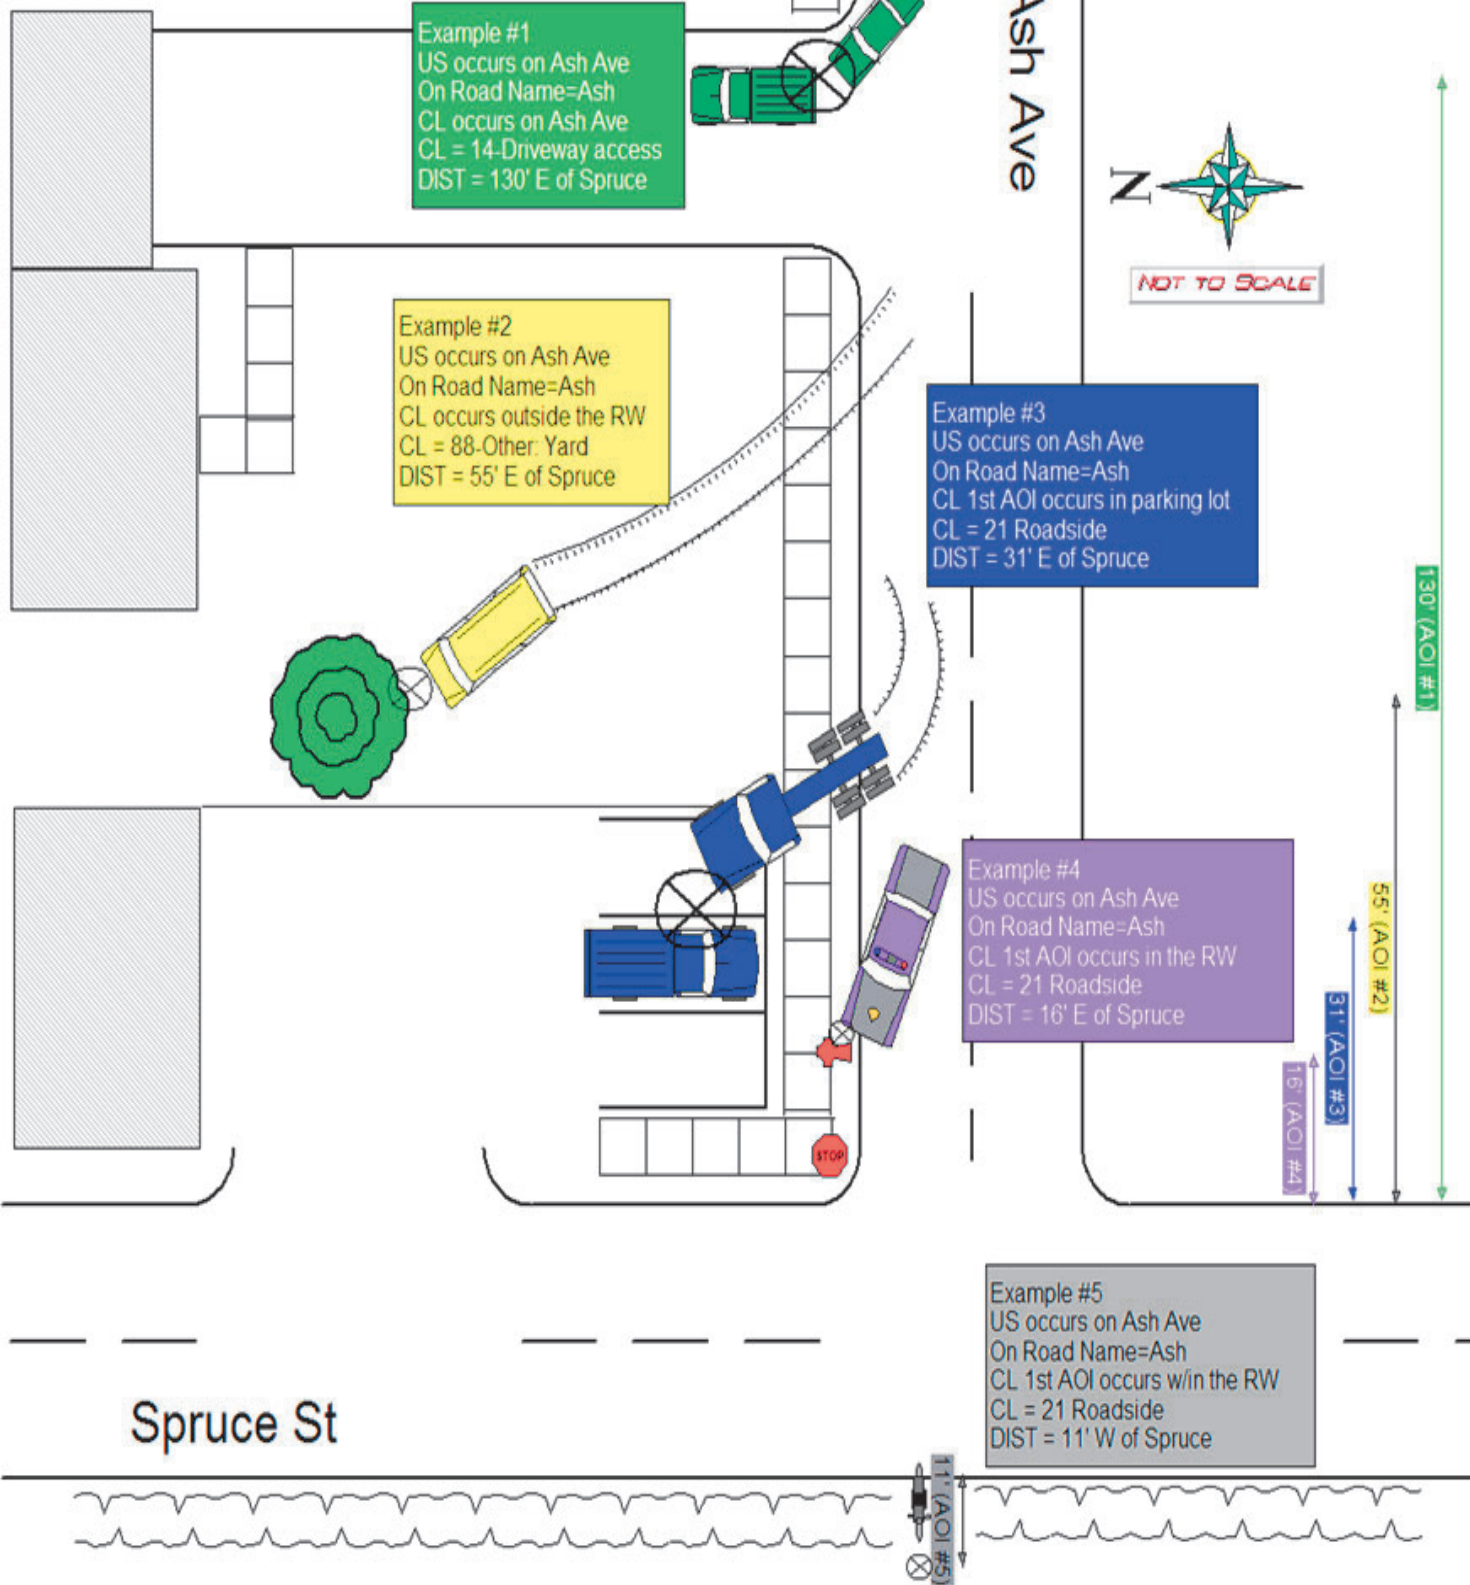 Example #1
US occurs on Ash Ave
On Road Name=Ash
CL occurs on Ash Ave
CL = 14-Driveway access
DIST = 130' E of Spruce
Ash Ave
N
NOT TO SCALE
Example #2
US occurs on Ash Ave
On Road Name=Ash
CL occurs outside the RW
CL = 88-Other: Yard
DIST = 55' E of Spruce
Example #3
US occurs on Ash Ave
On Road Name=Ash
CL 1st AOI occurs in parking lot
CL = 21 Roadside
DIST = 31' E of Spruce
130' (AOI #1)
55' (AOI #2)
31' (AOI #3)
16' (AOI #4)
Example #4
US occurs on Ash Ave
On Road Name=Ash
CL 1st AOI occurs in the RW
CL = 21 Roadside
DIST = 16' E of Spruce
STOP
Example #5
US occurs on Ash Ave
On Road Name=Ash
CL 1st AOI occurs w/in the RW
CL = 21 Roadside
DIST = 11' W of Spruce
Spruce St
11' (AOI #5)